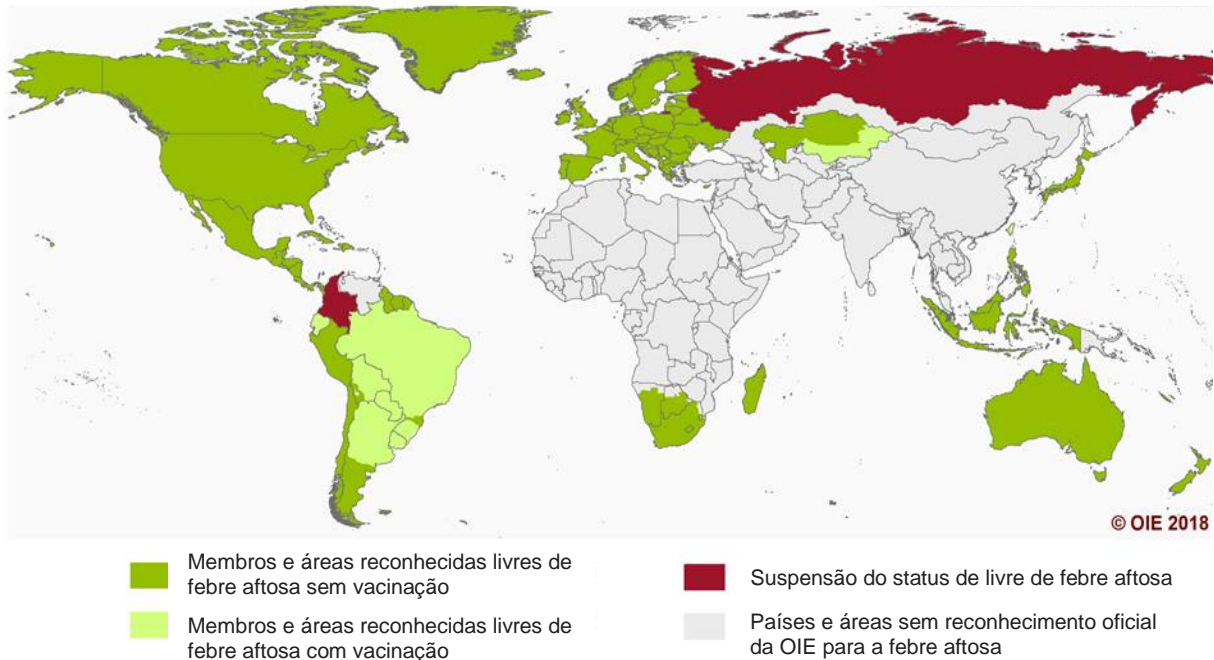 © OIE 2018
Membros e áreas reconhecidas livres de
febre aftosa sem vacinação
Membros e áreas reconhecidas livres de
febre aftosa com vacinação
Suspensão do status de livre de febre aftosa
Países e áreas sem reconhecimento oficial
da OIE para a febre aftosa